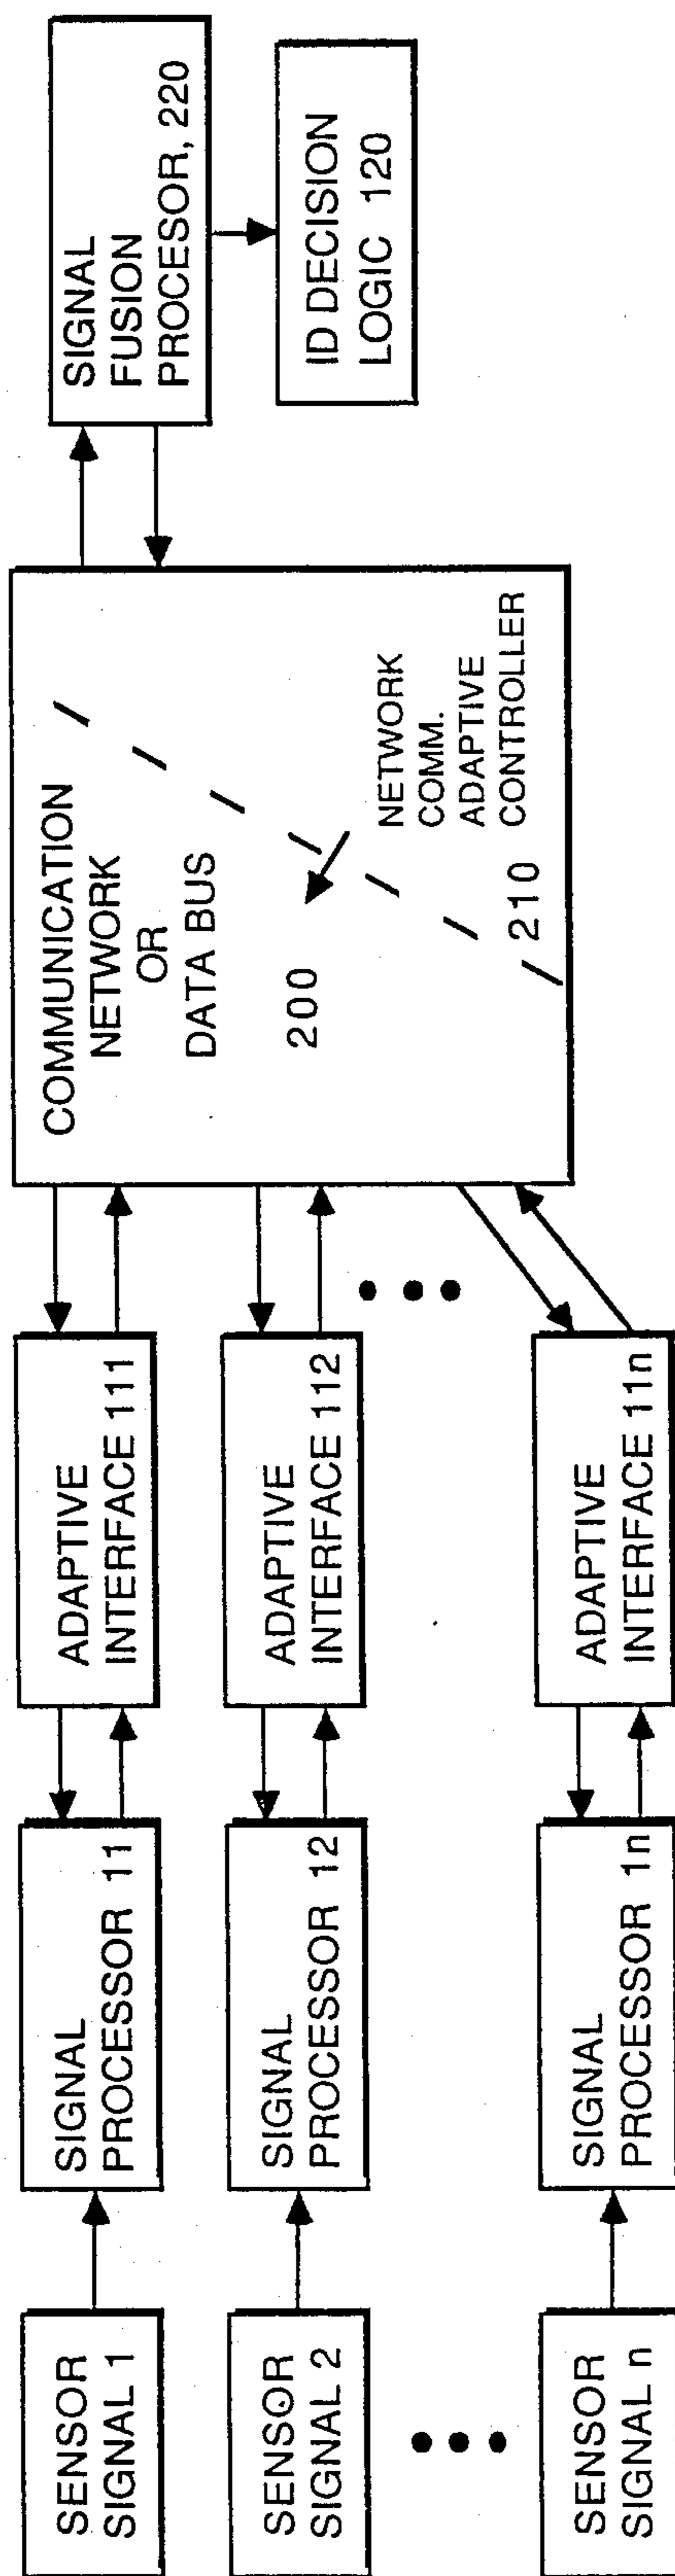 SENSOR
SIGNAL 1
SIGNAL
PROCESSOR 11
ADAPTIVE
INTERFACE 111
COMMUNICATION
NETWORK
OR
DATA BUS
200
NETWORK
COMM.
ADAPTIVE
CONTROLLER
210
SIGNAL
FUSION
PROCESOR, 220
ID DECISION
LOGIC 120
SENSOR
SIGNAL 2
SIGNAL
PROCESSOR 12
ADAPTIVE
INTERFACE 112
SENSOR
SIGNAL n
SIGNAL
PROCESSOR 1n
ADAPTIVE
INTERFACE 11n